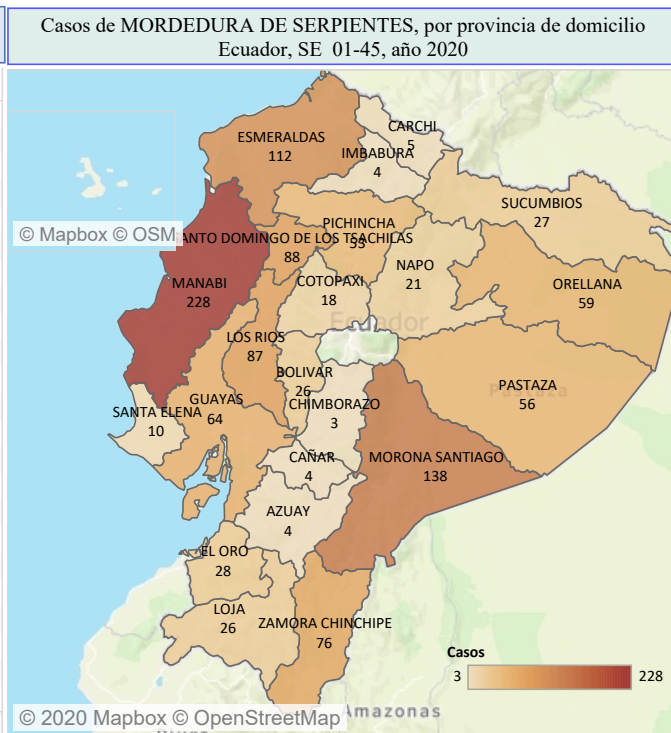 Casos de MORDEDURA DE SERPIENTES, por provincia de domicilio
Ecuador, SE 01-45, año 2020
CARCHI
5
ESMERALDAS
112
IMBABURA
4
SUCUMBIOS
27
© Mapbox © OSM
PICHINCHA
ANTO DOMINGO DE LOS TSACHILAS
88
NAPO
21
MANABI
228
COTOPAXI
18
ORELLANA
59
Ecuador
LOS RIOS
87
BOLIVAR
26
PASTAZA
56
Pastaza
GUAYAS
64
CHIMBORAZO
3
SANTA ELENA
10
CAÑAR
4
MORONA SANTIAGO
138
AZUAY
4
EL ORO
28
LOJA
26
ZAMORA CHINCHIPE
76
Casos
3 228
© 2020 Mapbox © OpenStreetMap
Amazonas